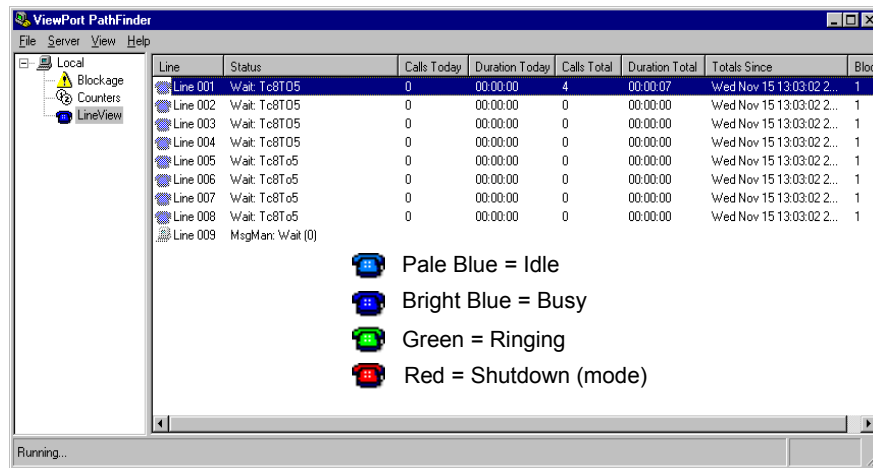 ViewPort PathFinder
File Server View Help
Local
Blockage
Counters
LineView
Line Status Calls Today Duration Today Calls Total Duration Total Totals Since Bloc
Line 001 Wait: Tc8TO5 0 00:00:00 4 00:00:07 Wed Nov 15 13:03:02 2... 1
Line 002 Wait: Tc8TO5 0 00:00:00 0 00:00:00 Wed Nov 15 13:03:02 2... 1
Line 003 Wait: Tc8TO5 0 00:00:00 0 00:00:00 Wed Nov 15 13:03:02 2... 1
Line 004 Wait: Tc8TO5 0 00:00:00 0 00:00:00 Wed Nov 15 13:03:02 2... 1
Line 005 Wait: Tc8To5 0 00:00:00 0 00:00:00 Wed Nov 15 13:03:02 2... 1
Line 006 Wait: Tc8To5 0 00:00:00 0 00:00:00 Wed Nov 15 13:03:02 2... 1
Line 007 Wait: Tc8To5 0 00:00:00 0 00:00:00 Wed Nov 15 13:03:02 2... 1
Line 008 Wait: Tc8To5 0 00:00:00 0 00:00:00 Wed Nov 15 13:03:02 2... 1
Line 009 MsgMan: Wait (0)
Pale Blue = Idle
Bright Blue = Busy
Green = Ringing
Red = Shutdown (mode)
Running...